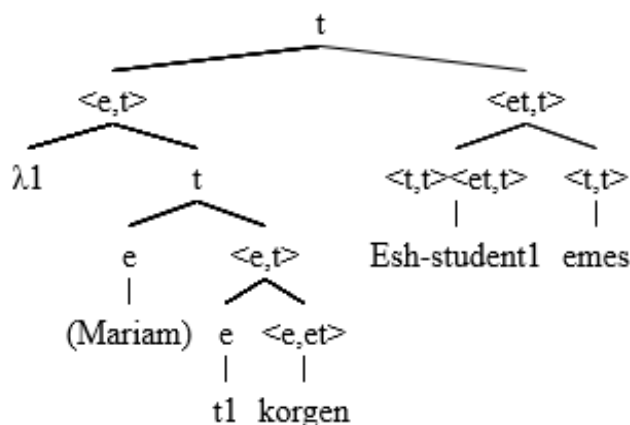 t
<e,t> <et,t>
λ1 t <t,t><et,t> <t,t>
e <e,t> Esh-student1 emes
(Mariam) e <e,et>
t1 korgen